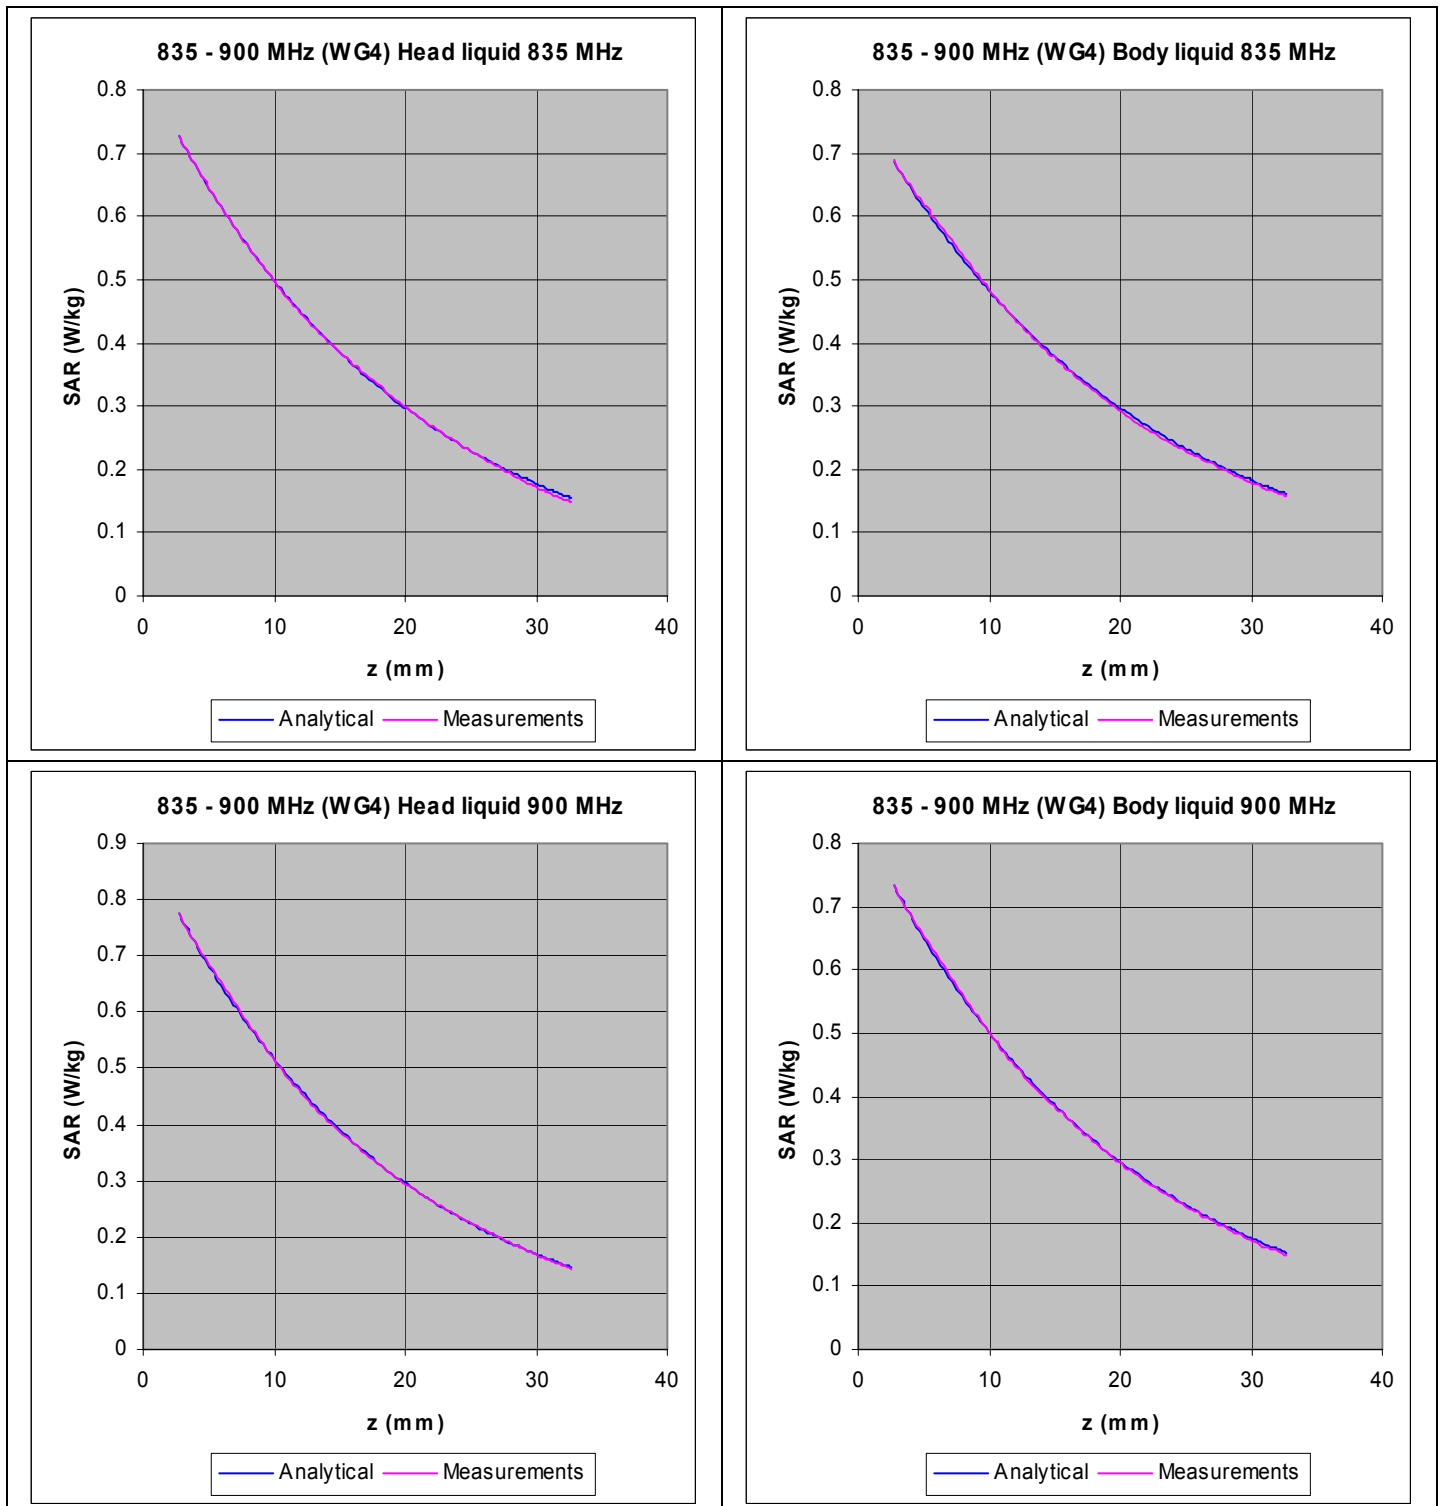 835 - 900 MHz (WG4) Head liquid 835 MHz
0.8
0.7
0.6
0.5
0.4
0.3
0.2
0.1
0
SAR (W/kg)
0 10 20 30 40
z (mm)
Analytical Measurements
835 - 900 MHz (WG4) Body liquid 835 MHz
0.8
0.7
0.6
0.5
0.4
0.3
0.2
0.1
0
SAR (W/kg)
0 10 20 30 40
z (mm)
Analytical Measurements
835 - 900 MHz (WG4) Head liquid 900 MHz
0.9
0.8
0.7
0.6
0.5
0.4
0.3
0.2
0.1
0
SAR (W/kg)
0 10 20 30 40
z (mm)
Analytical Measurements
835 - 900 MHz (WG4) Body liquid 900 MHz
0.8
0.7
0.6
0.5
0.4
0.3
0.2
0.1
0
SAR (W/kg)
0 10 20 30 40
z (mm)
Analytical Measurements